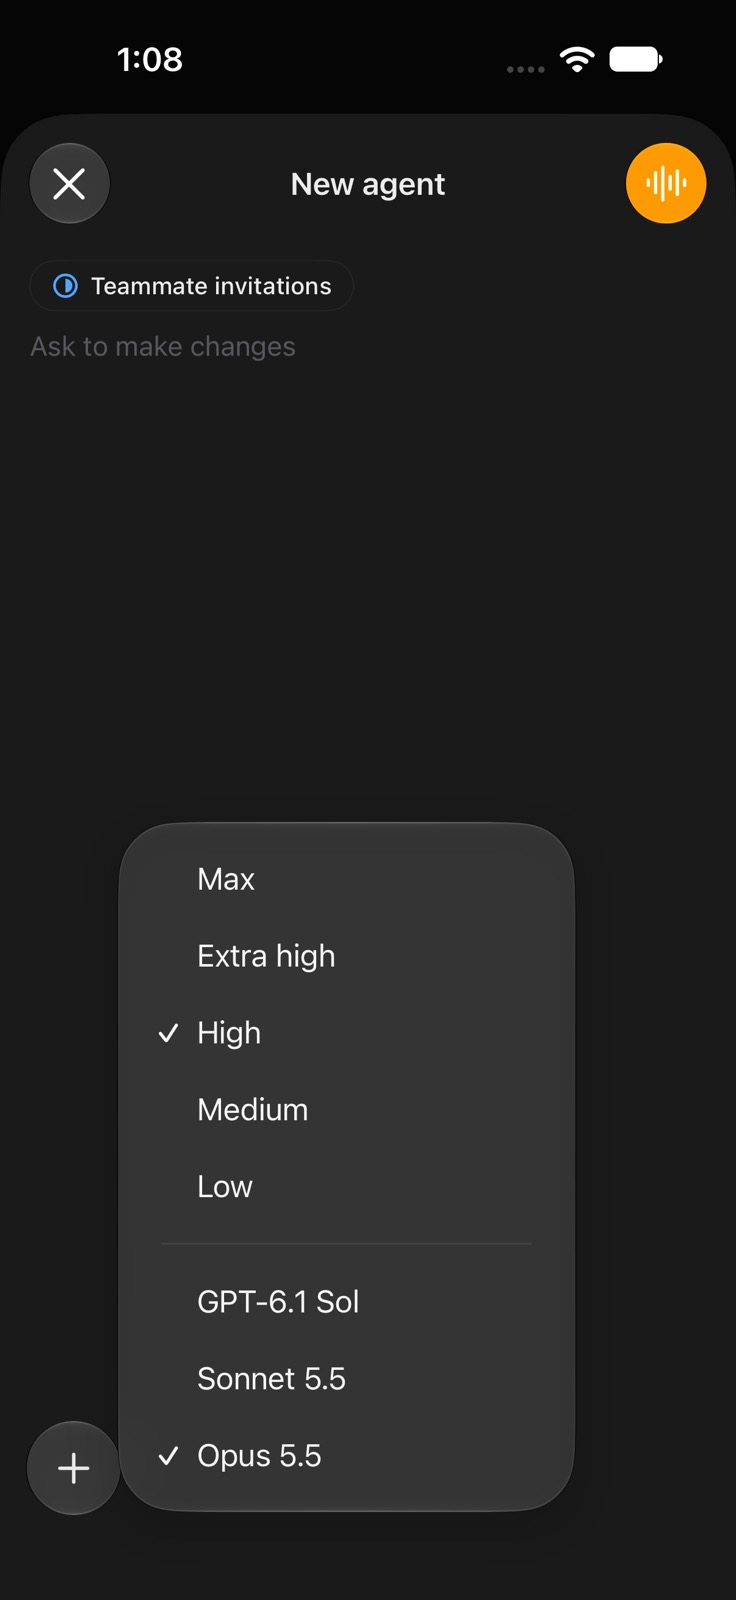 1:08
New agent
Teammate invitations
Ask to make changes
Max
Extra high
High
Medium
Low
GPT-6.1 Sol
Sonnet 5.5
Opus 5.5